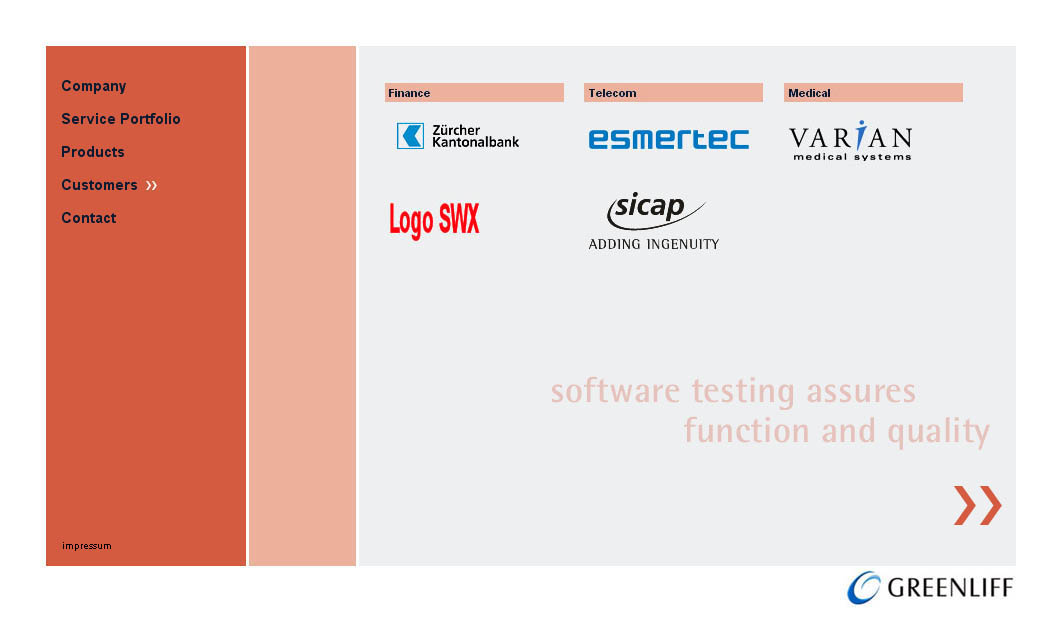 Company
Service Portfolio
Products
Customers »
Contact
impressum
Finance
Telecom
Medical
Zürcher
Kantonalbank
esmertec
VARIAN
medical systems
Logo SWX
sicap
ADDING INGENUITY
software testing assures
function and quality
GREENLIFF